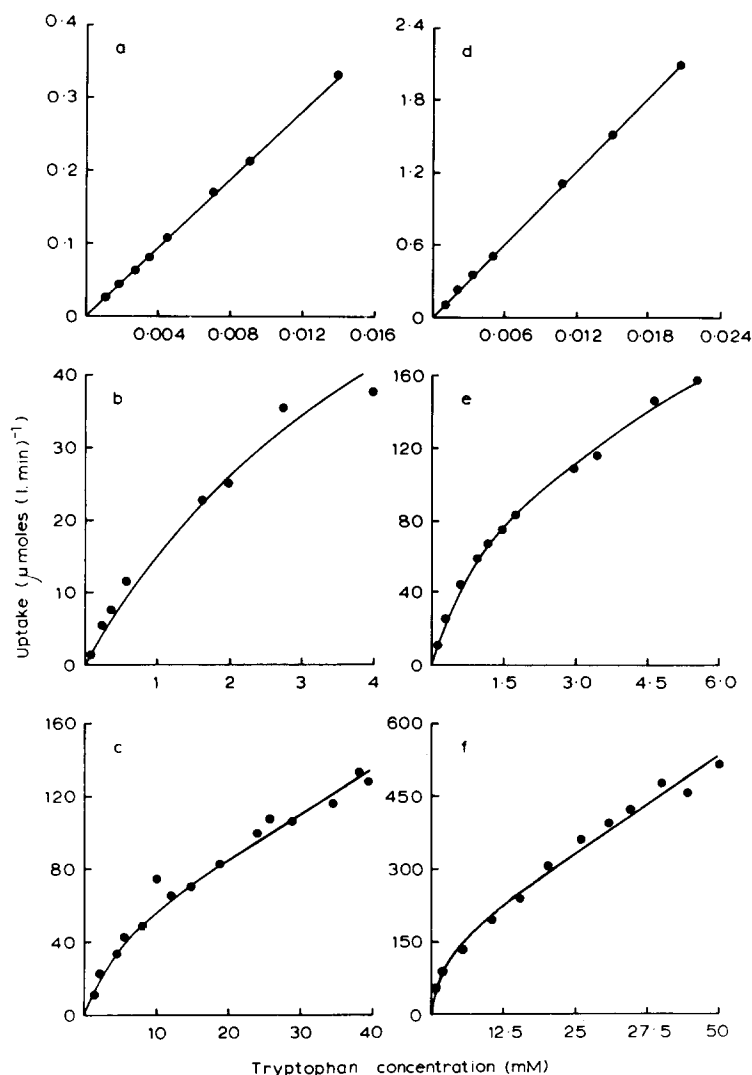 a
0·4
0·3
0·2
0·1
0
0·004 0·008 0·012 0·016
d
2·4
1·8
1·2
0·6
0
0·006 0·012 0·018 0·024
b
40
30
20
10
0
1 2 3 4
e
160
120
80
40
0
1·5 3·0 4·5 6·0
c
160
120
80
40
0
10 20 30 40
f
600
450
300
150
0
12·5 25 27·5 50
Uptake (μmoles (l. min)⁻¹
Tryptophan concentration (mM)